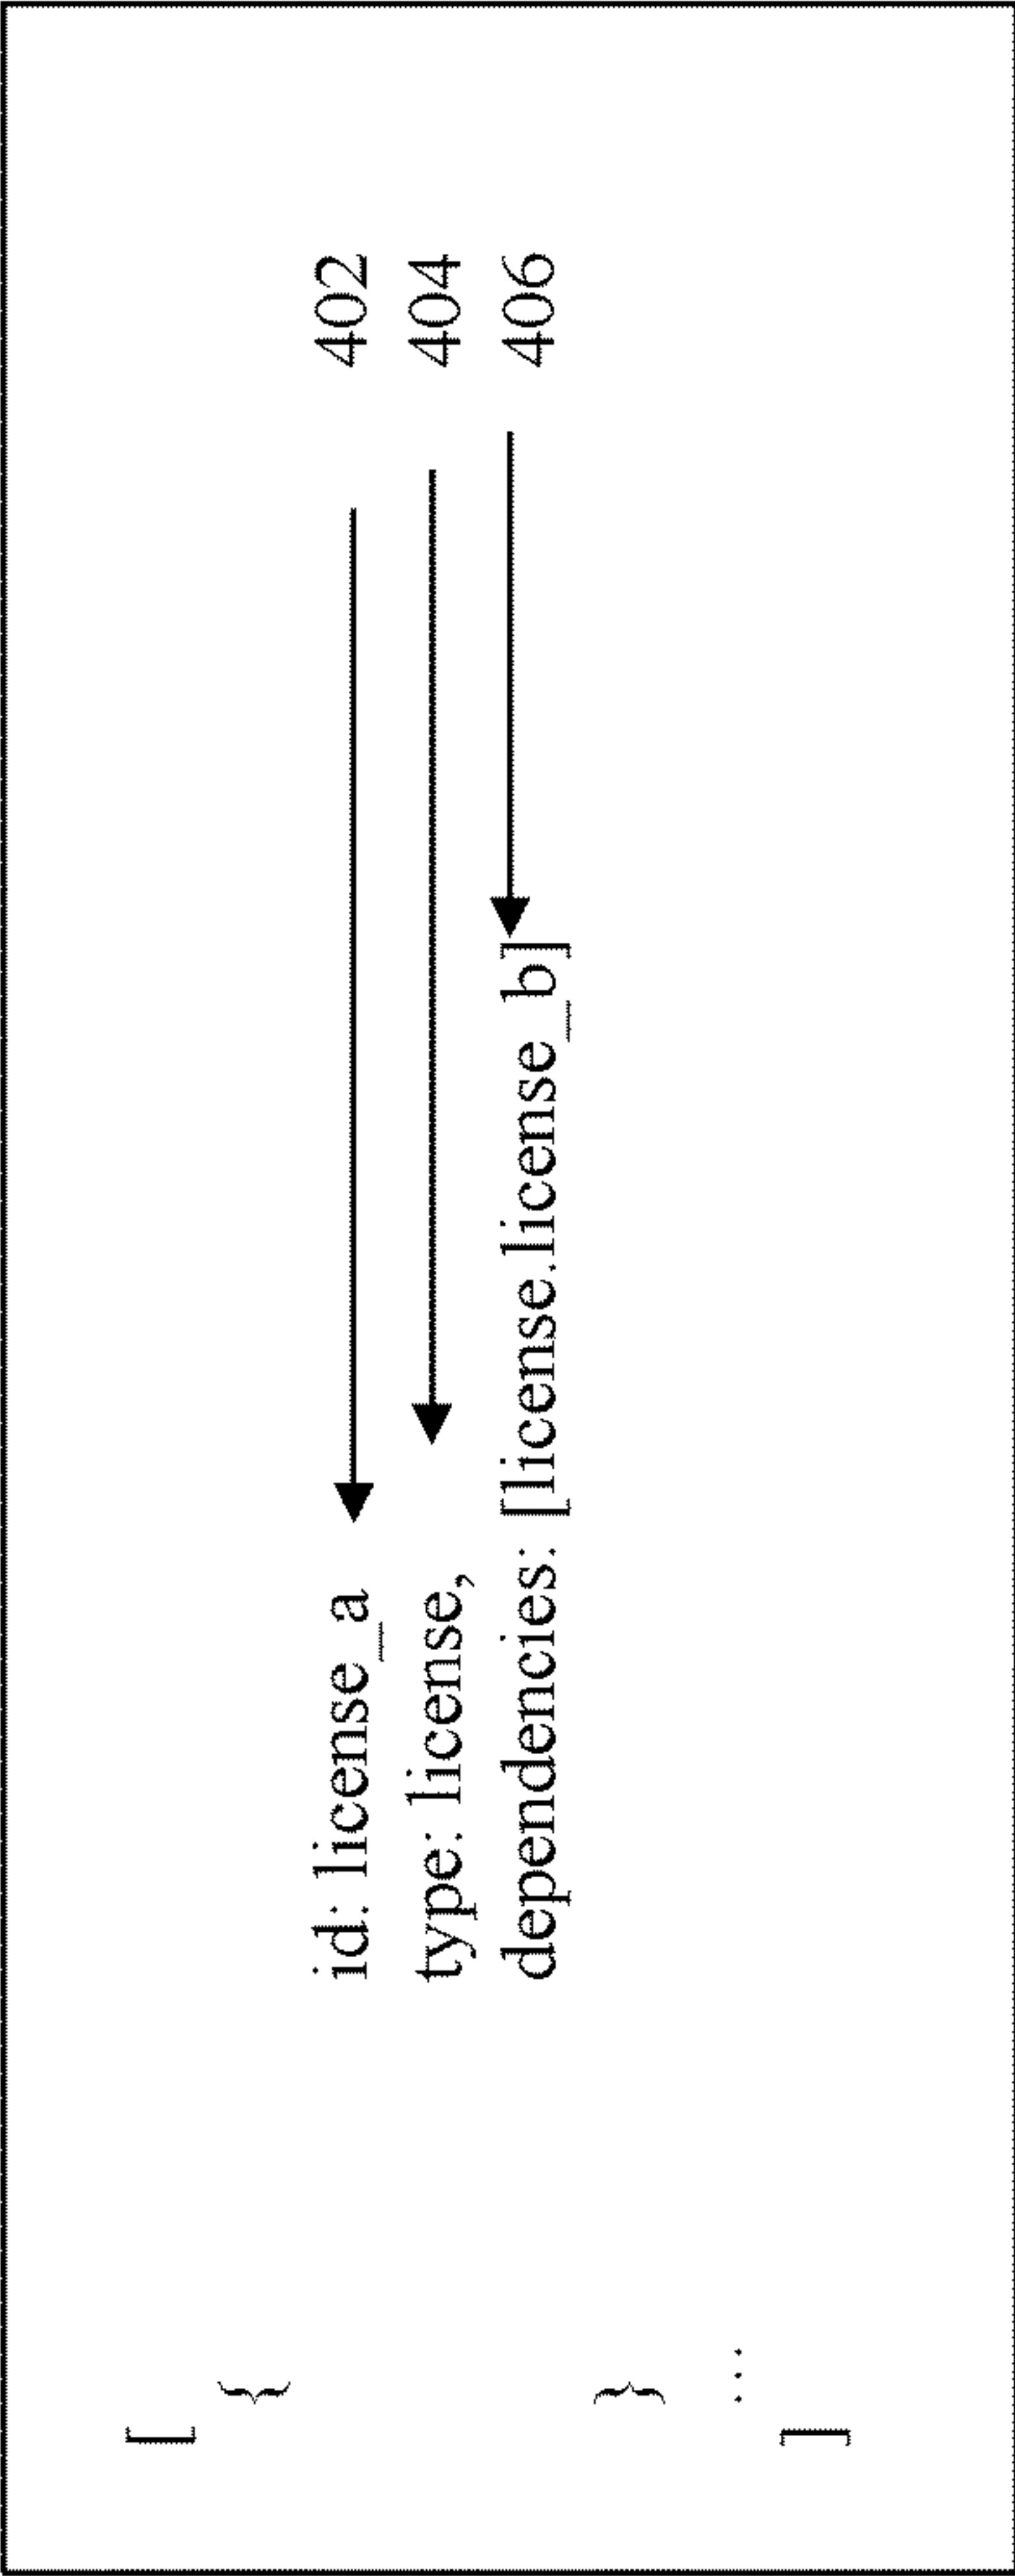 [
{
id: license_a 402
type: license, 404
dependencies: [license.license_b] 406
}
...
]